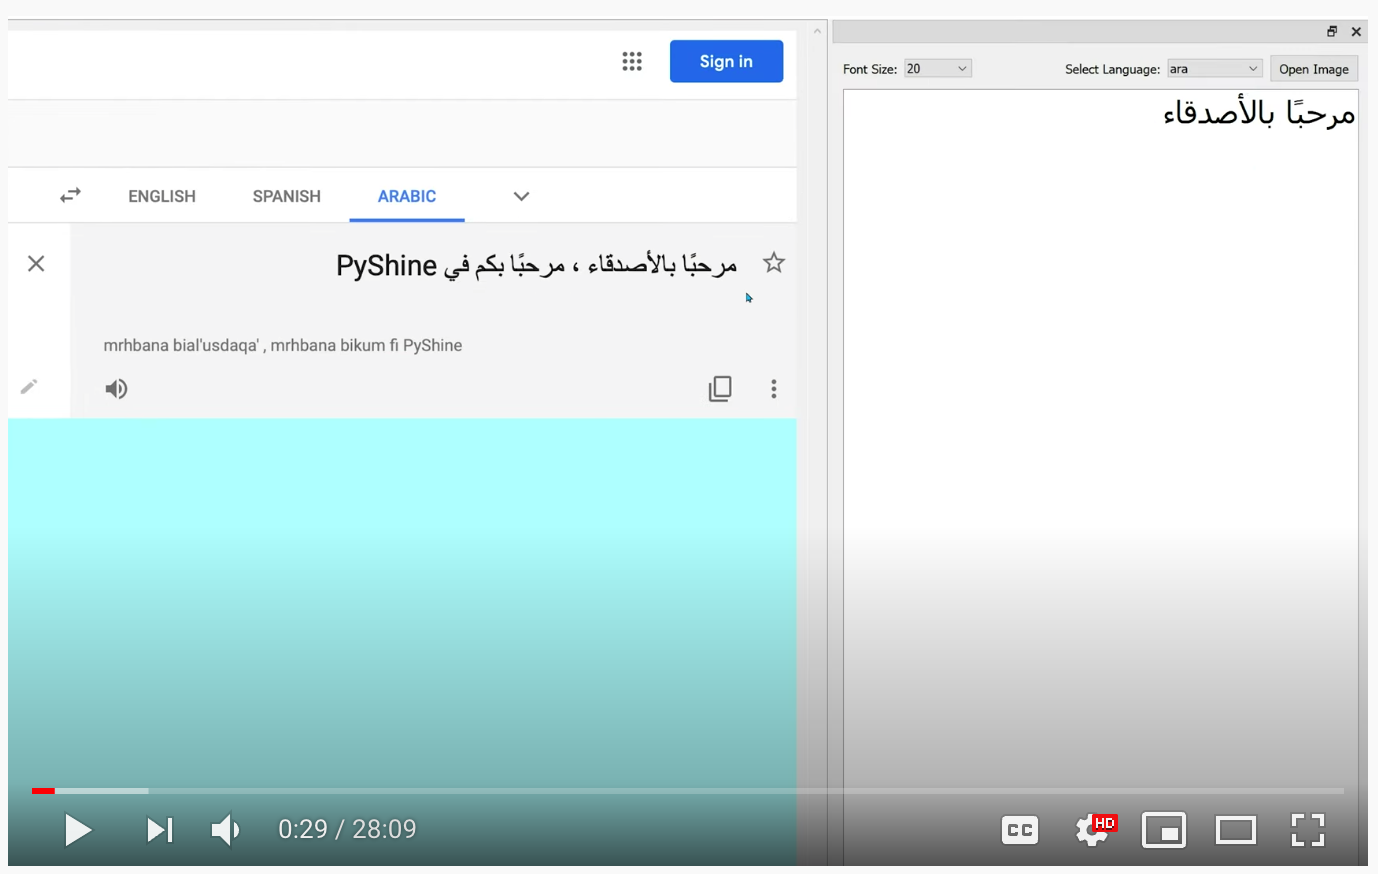 Sign in
Font Size: 20 Select Language: ara Open Image
مرحبًا بالأصدقاء
ENGLISH SPANISH ARABIC
مرحبًا بالأصدقاء ، مرحبًا بكم في PyShine
mrhbana bial'usdaqa' , mrhbana bikum fi PyShine
0:29 / 28:09 CC HD